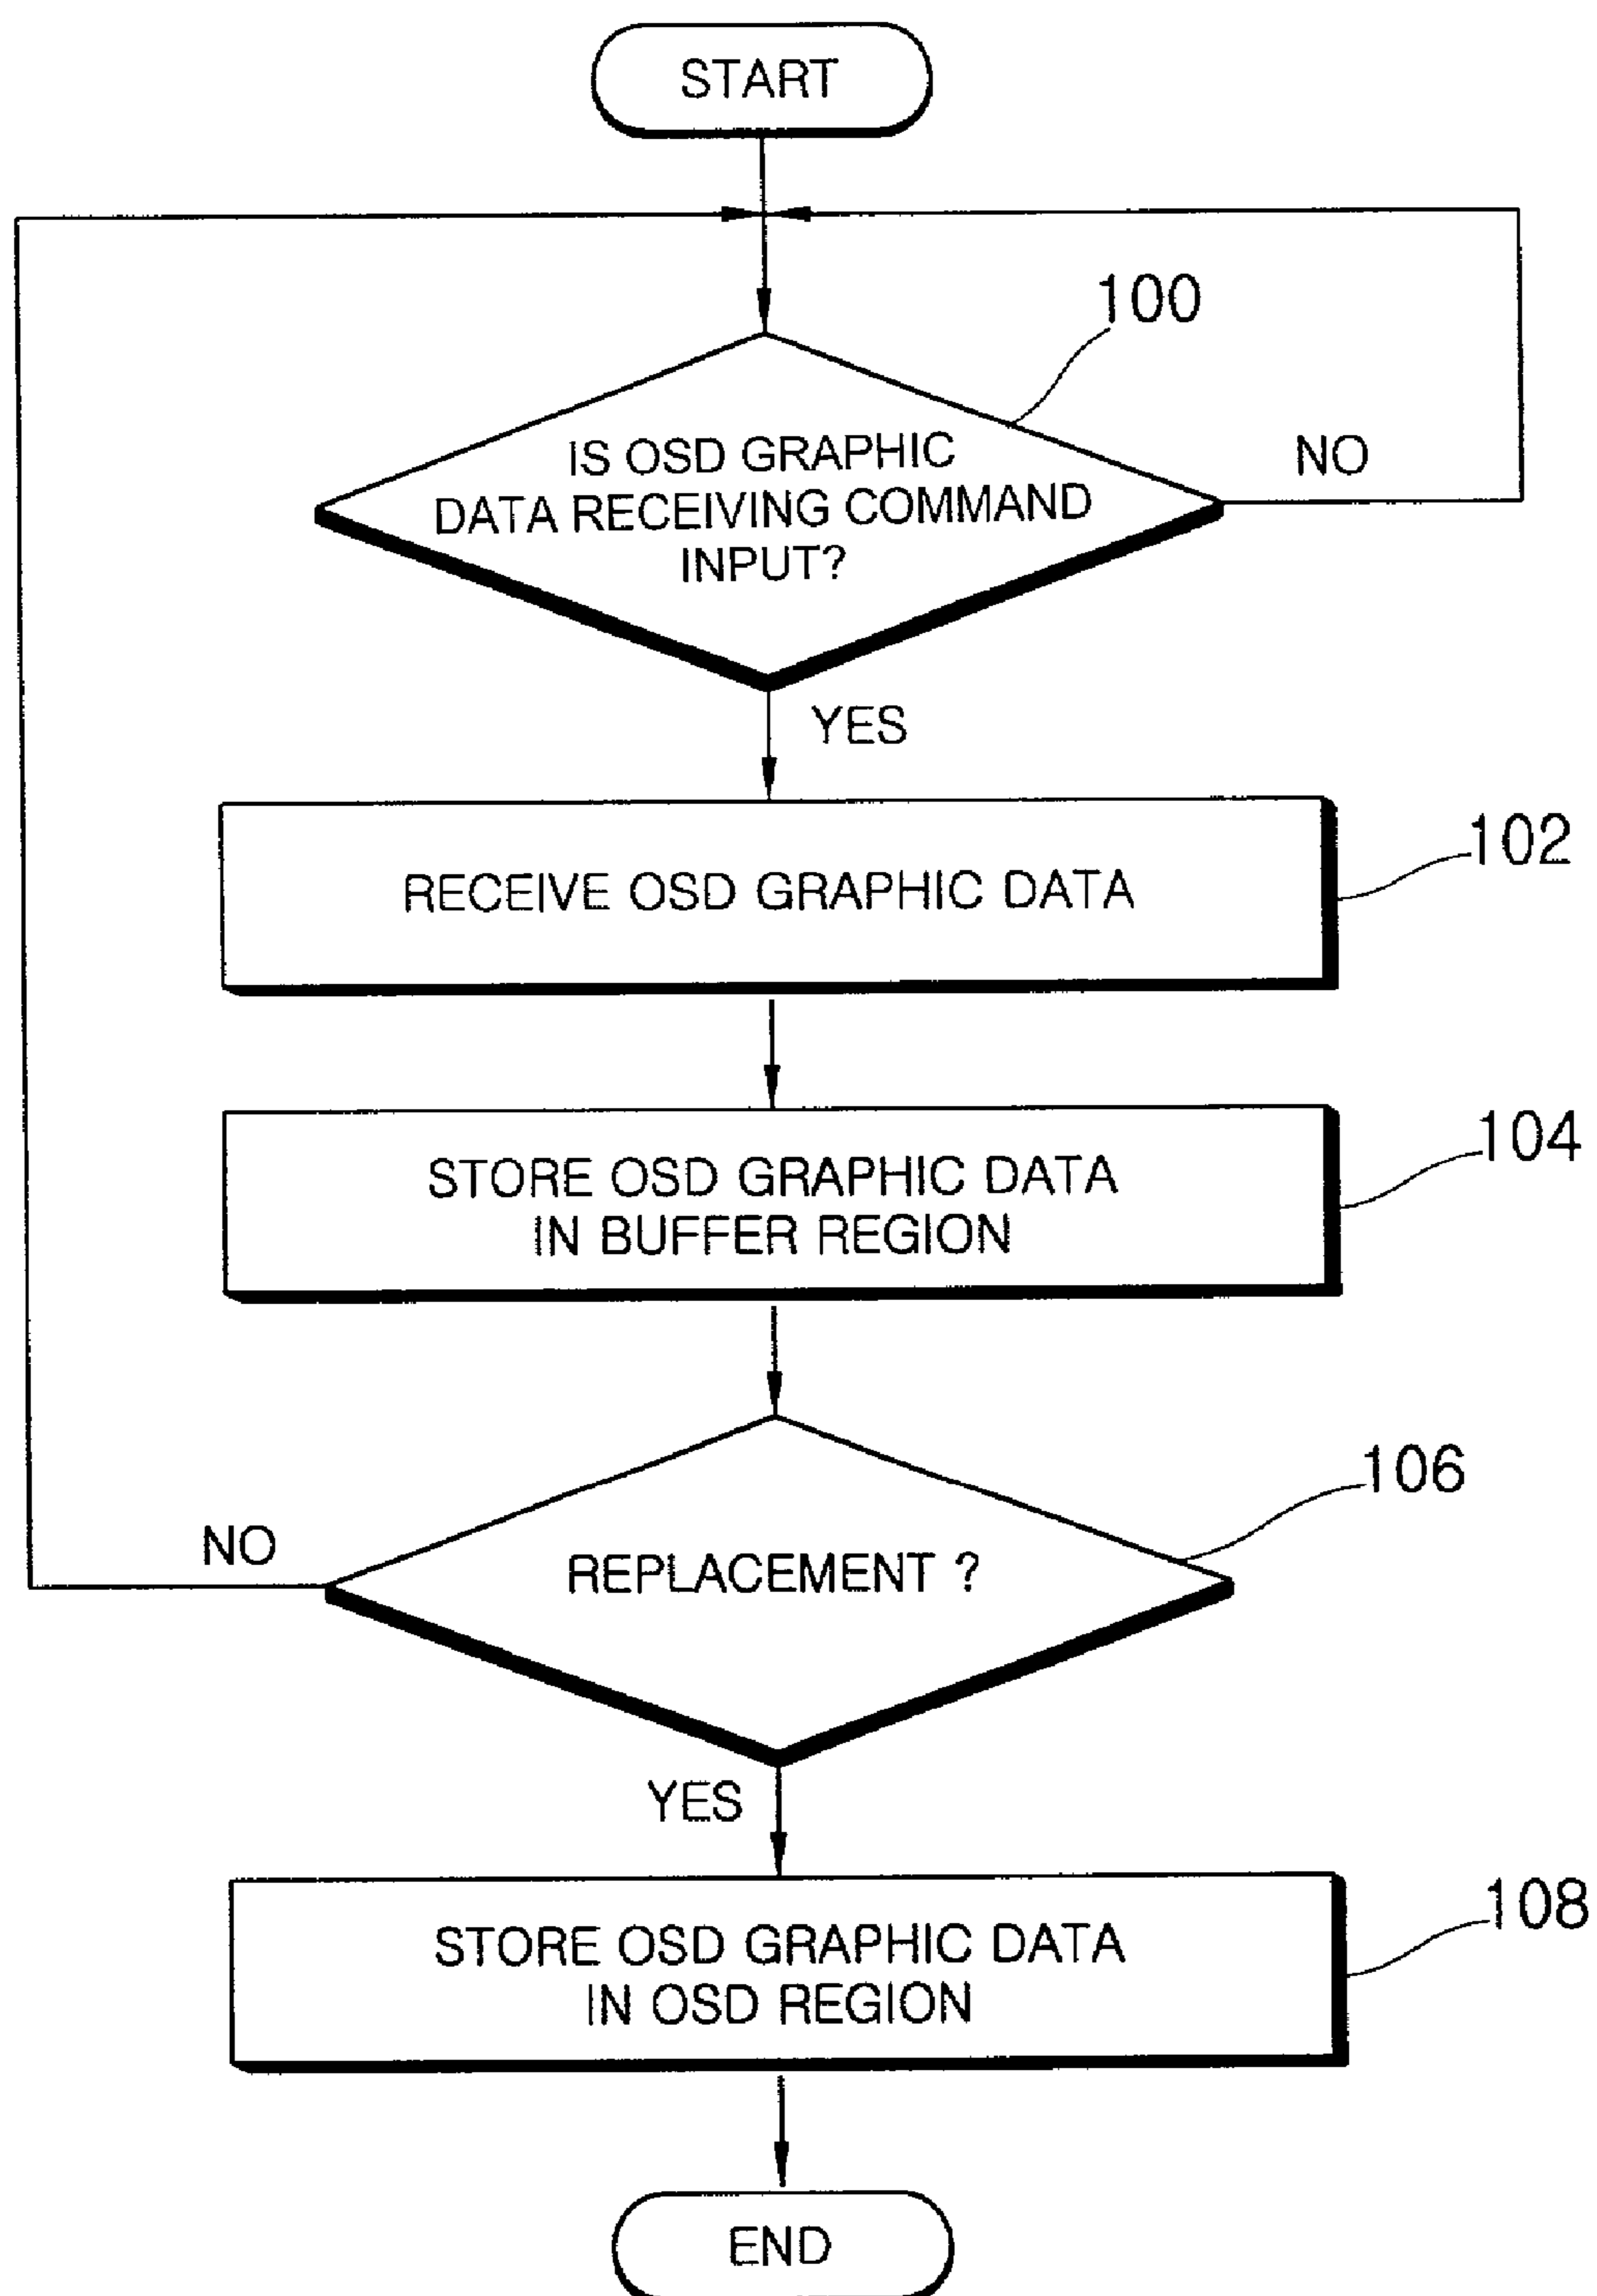 START
100
IS OSD GRAPHIC
DATA RECEIVING COMMAND
INPUT?
NO
YES
RECEIVE OSD GRAPHIC DATA
102
STORE OSD GRAPHIC DATA
IN BUFFER REGION
104
106
NO
REPLACEMENT ?
YES
STORE OSD GRAPHIC DATA
IN OSD REGION
108
END